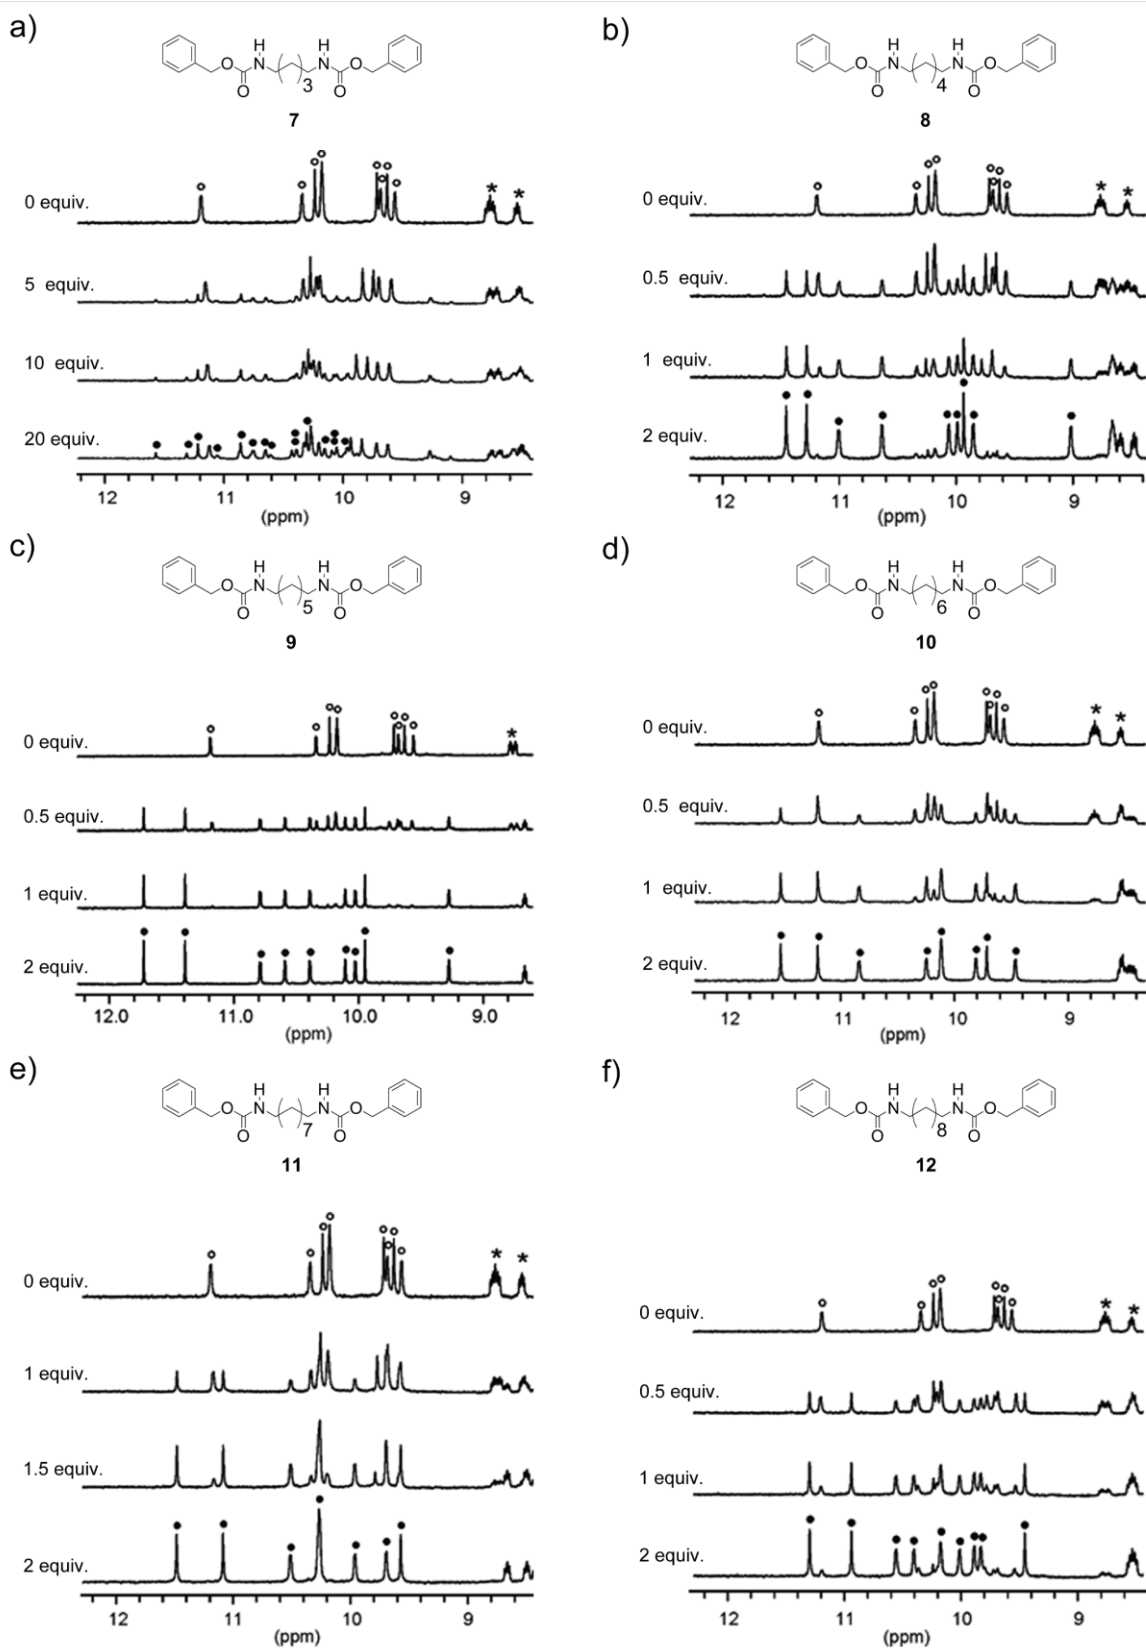 a)
H H
O N N O
O 3 O
7
0 equiv.
5 equiv.
10 equiv.
20 equiv.
12 11 10 9
(ppm)
b)
H H
O N N O
O 4 O
8
0 equiv.
0.5 equiv.
1 equiv.
2 equiv.
12 11 10 9
(ppm)
c)
H H
O N N O
O 5 O
9
0 equiv.
0.5 equiv.
1 equiv.
2 equiv.
12.0 11.0 10.0 9.0
(ppm)
d)
H H
O N N O
O 6 O
10
0 equiv.
0.5 equiv.
1 equiv.
2 equiv.
12 11 10 9
(ppm)
e)
H H
O N N O
O 7 O
11
0 equiv.
1 equiv.
1.5 equiv.
2 equiv.
12 11 10 9
(ppm)
f)
H H
O N N O
O 8 O
12
0 equiv.
0.5 equiv.
1 equiv.
2 equiv.
12 11 10 9
(ppm)